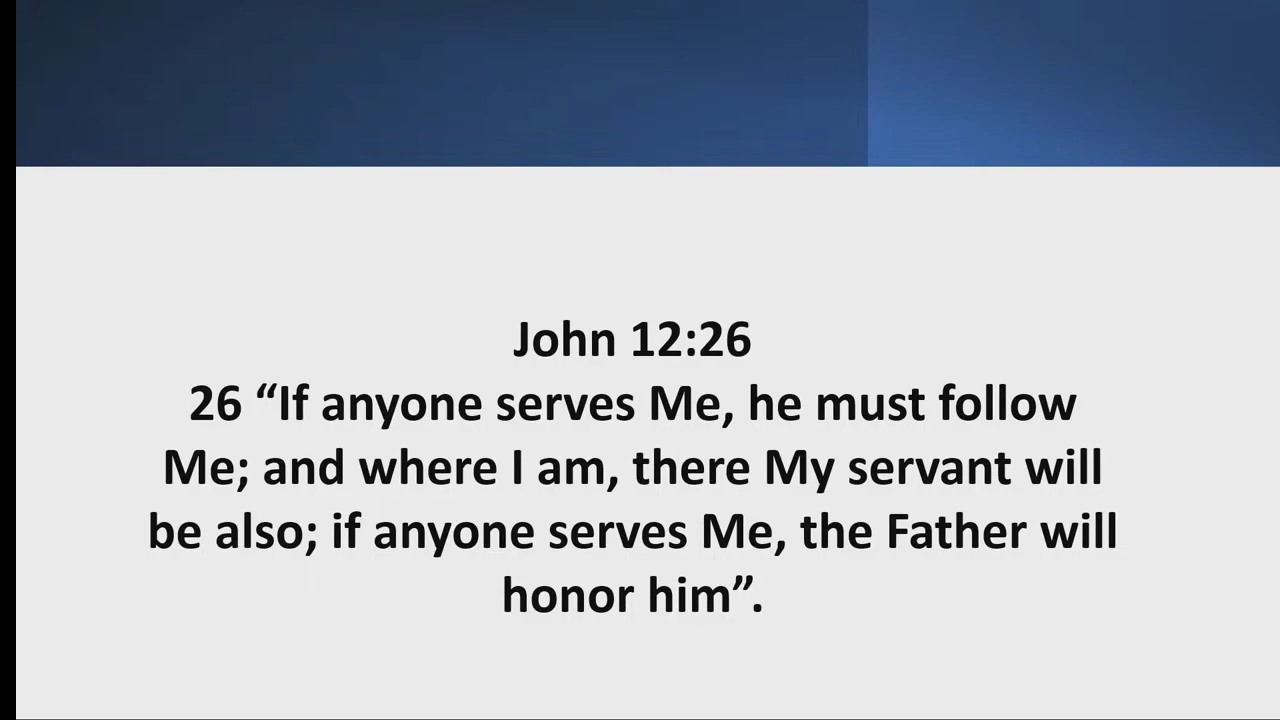 John 12:26
26 “If anyone serves Me, he must follow
Me; and where I am, there My servant will
be also; if anyone serves Me, the Father will
honor him”.